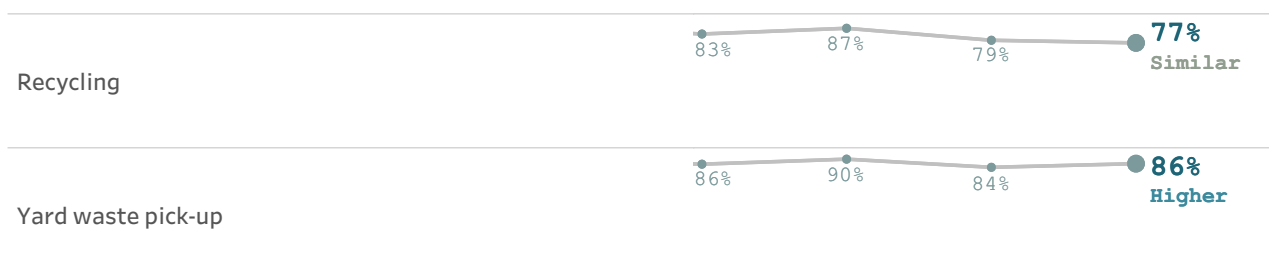 77%
83%
87%
79%
Similar
Recycling
86%
86%
90%
84%
Higher
Yard waste pick-up